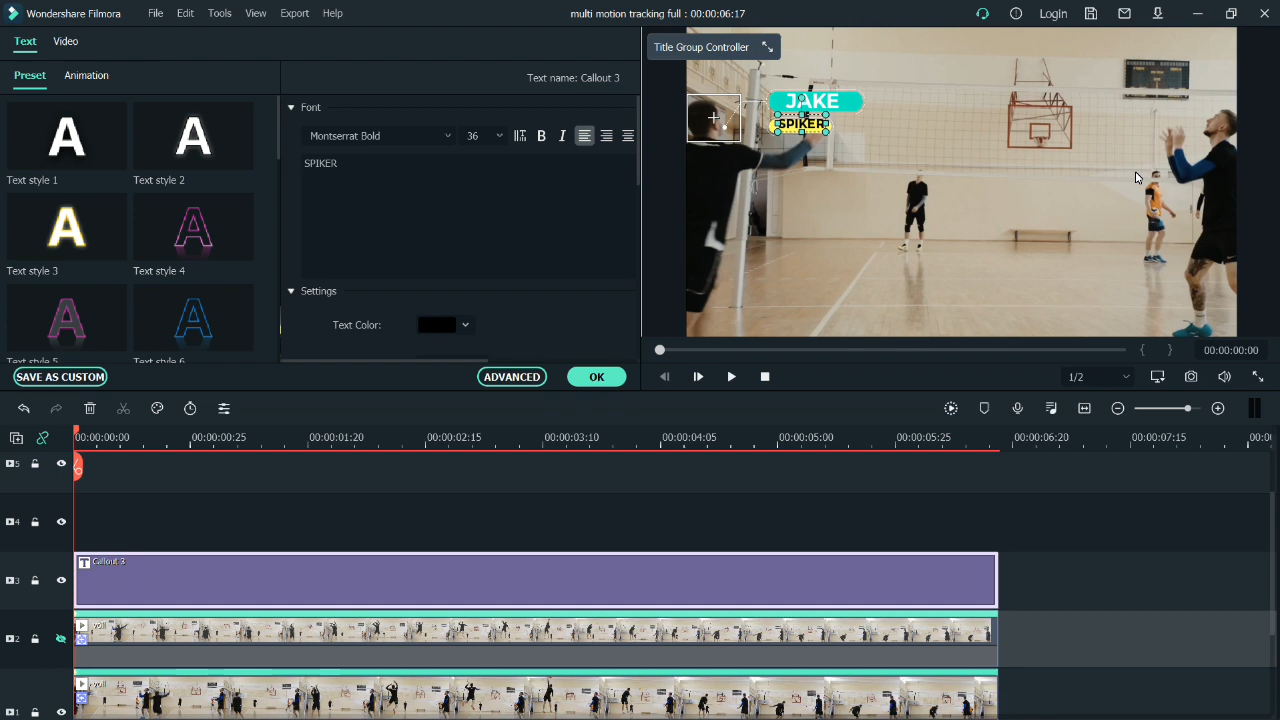 Wondershare Filmora File Edit Tools View Export Help multi motion tracking full : 00:00:06:17 LogIn
Text Video
Preset Animation
Text name: Callout 3
Title Group Controller
JAKE
SPIKER
A A
Text style 1 Text style 2
A A
Text style 3 Text style 4
A A
Text style 5 Text style 6
Font
Montserrat Bold 36 B I
SPIKER
Settings
Text Color:
SAVE AS CUSTOM ADVANCED OK
{ } 00:00:00:00
1/2
00:00:00:00 00:00:00:25 00:00:01:20 00:00:02:15 00:00:03:10 00:00:04:05 00:00:05:00 00:00:05:25 00:00:06:20 00:00:07:15
5
4
3 T Callout 3
2 voll
1 voll